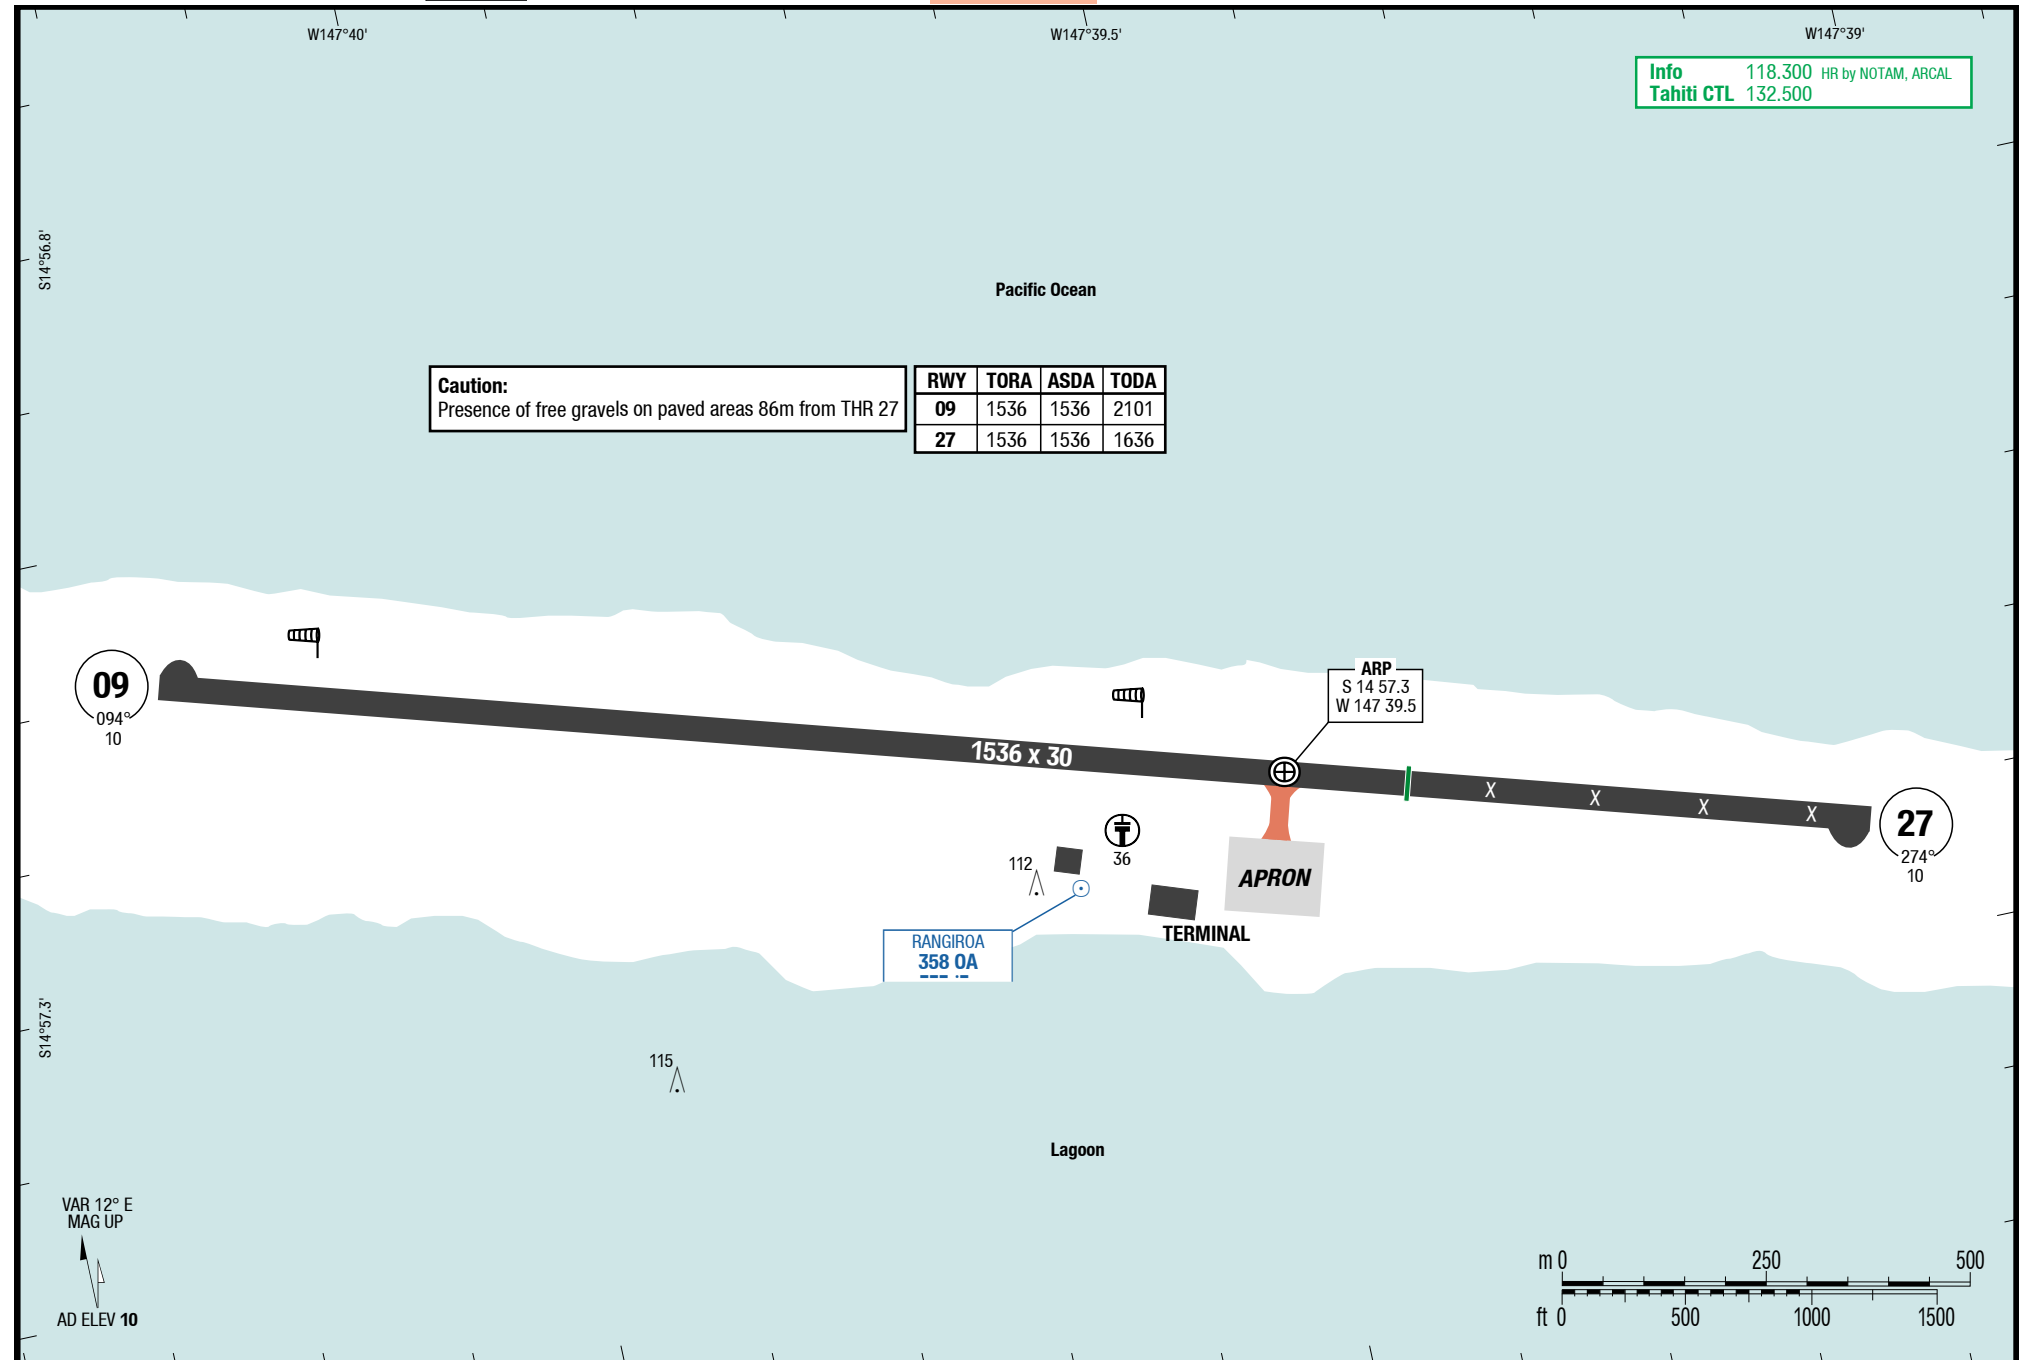 W147°40'
W147°39.5'
W147°39'
Info 118.300 HR by NOTAM, ARCAL
Tahiti CTL 132.500
S14°56.8'
Pacific Ocean
Caution:
Presence of free gravels on paved areas 86m from THR 27
RWY TORA ASDA TODA
09 1536 1536 2101
27 1536 1536 1636
09
094°
10
ARP
S 14 57.3
W 147 39.5
1536 x 30
X X X X
27
274°
10
36
112
APRON
TERMINAL
RANGIROA
358 OA
S14°57.3'
115
Lagoon
VAR 12° E
MAG UP
AD ELEV 10
m 0 250 500
ft 0 500 1000 1500